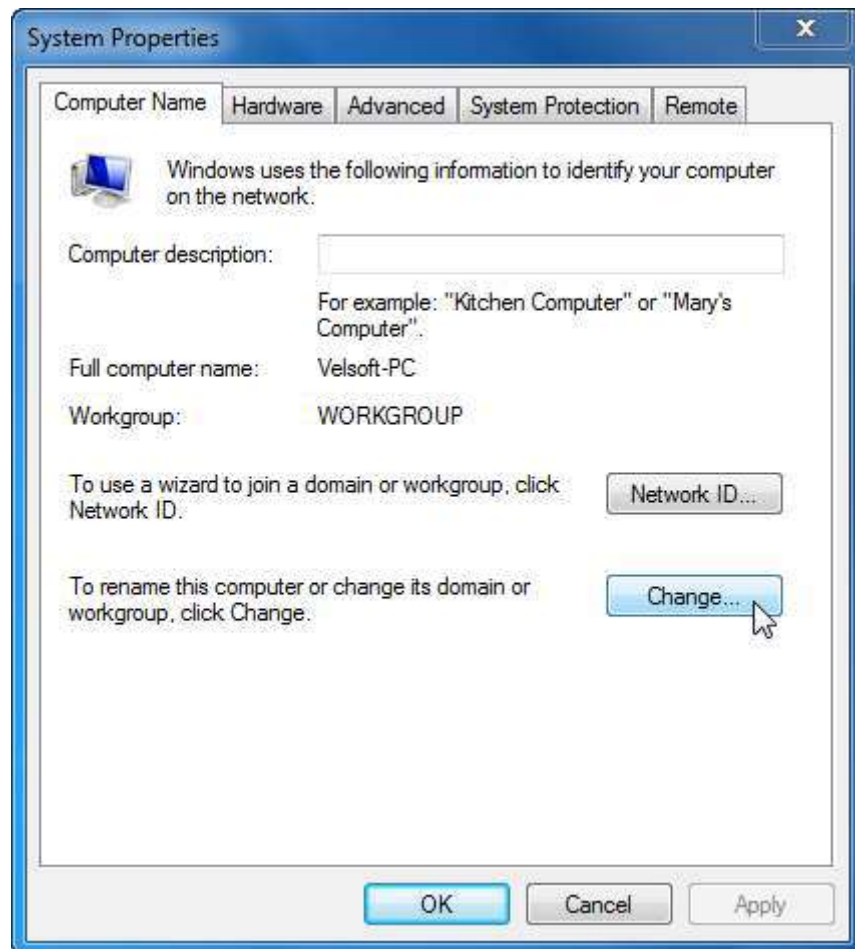 System Properties
X
Computer Name
Hardware
Advanced
System Protection
Remote
Windows uses the following information to identify your computer
on the network.
Computer description:
For example: "Kitchen Computer" or "Mary's
Computer".
Full computer name: Velsoft-PC
Workgroup: WORKGROUP
To use a wizard to join a domain or workgroup, click
Network ID.
Network ID...
To rename this computer or change its domain or
workgroup, click Change.
Change...
OK
Cancel
Apply